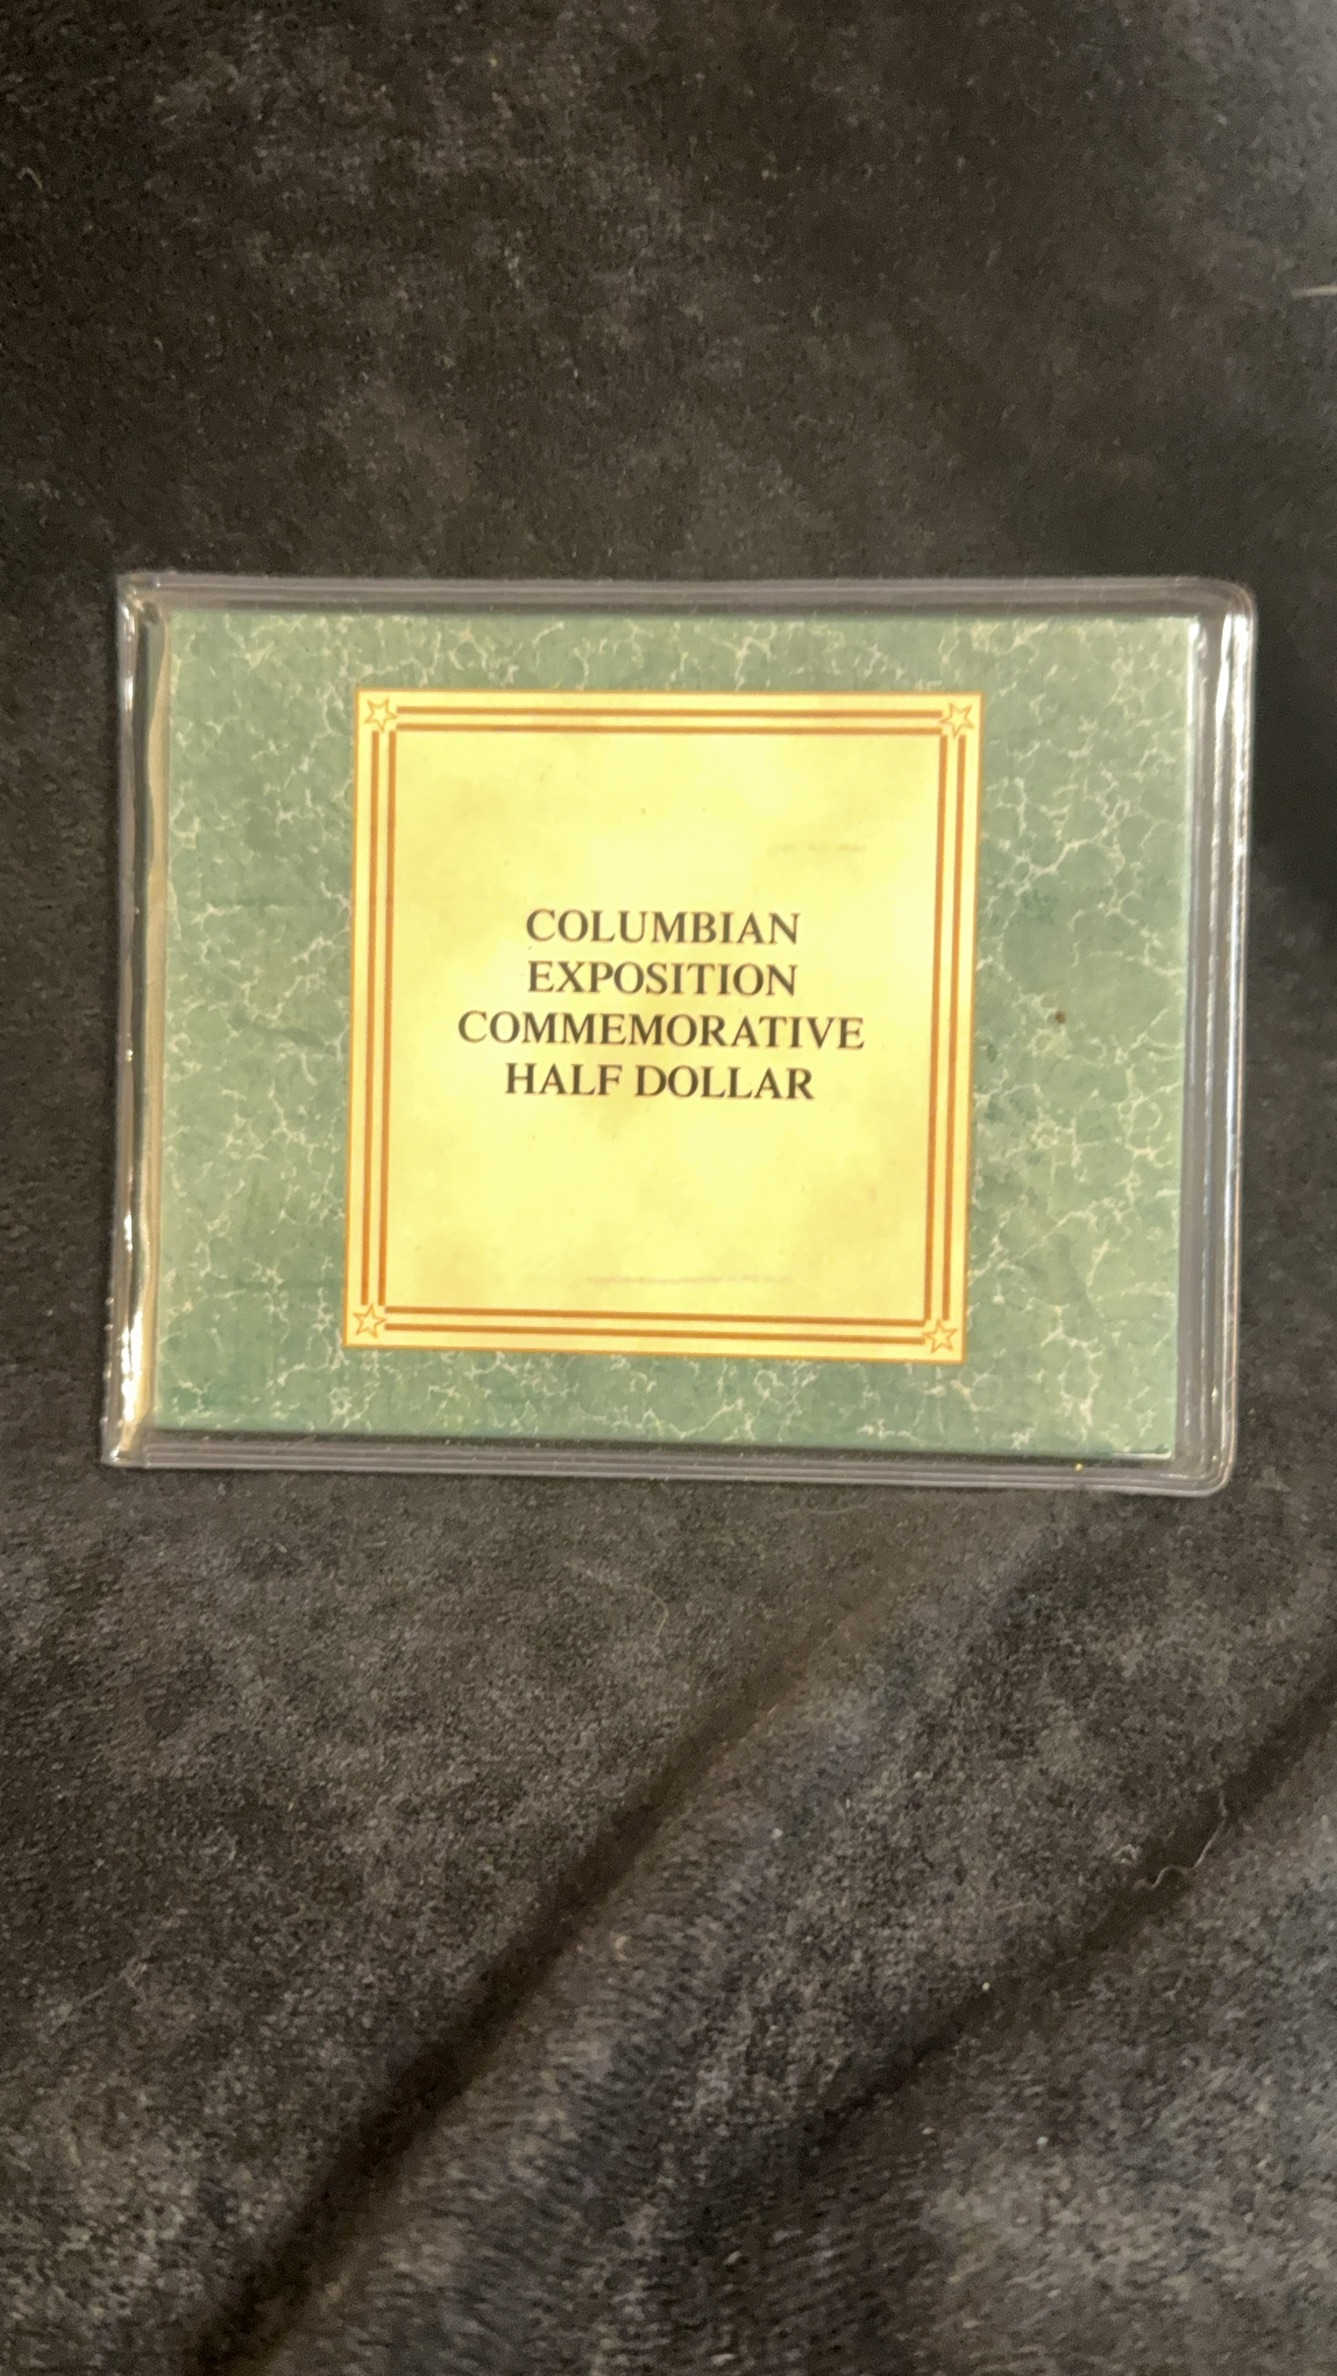 COLUMBIAN
EXPOSITION
COMMEMORATIVE
HALF DOLLAR